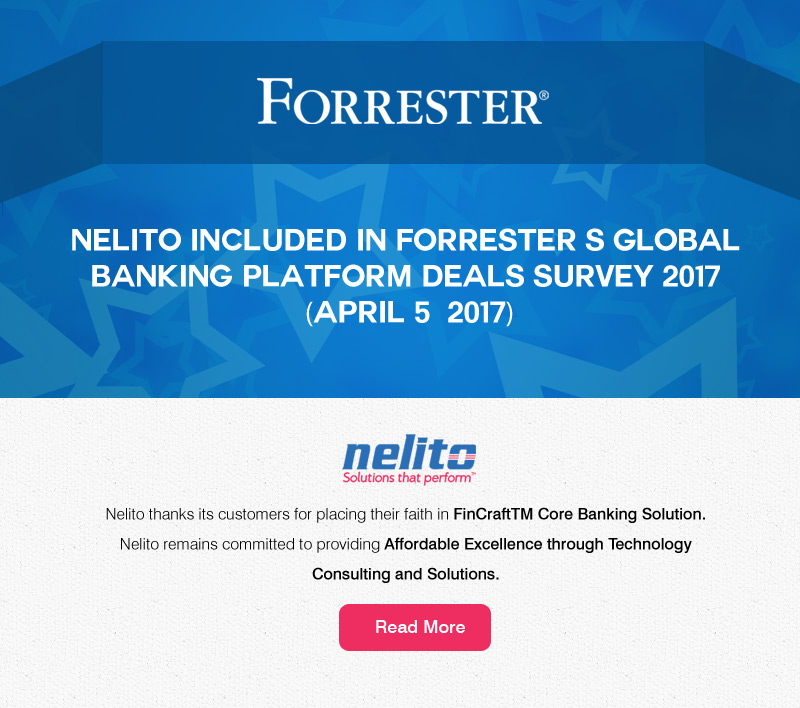 FORRESTER®
NELITO INCLUDED IN FORRESTER S GLOBAL
BANKING PLATFORM DEALS SURVEY 2017
(APRIL 5  2017)
nelito
Solutions that perform™
Nelito thanks its customers for placing their faith in FinCraftTM Core Banking Solution.
Nelito remains committed to providing Affordable Excellence through Technology
Consulting and Solutions.
Read More